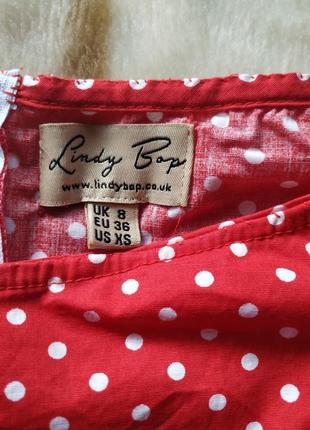 Lindy Bop
www.lindybop.co.uk
UK 8
EU 36
US XS